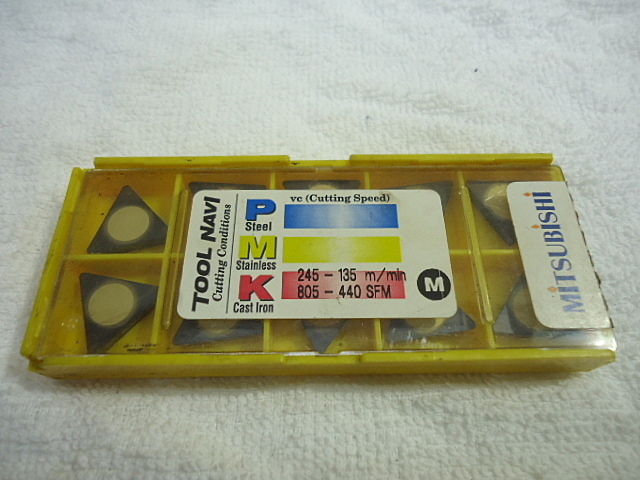 TOOL NAVI
Cutting Conditions
vc (Cutting Speed)
P
Steel
M
Stainless
K
Cast Iron
245 - 135 m/min
805 - 440 SFM
M
MITSUBISHI